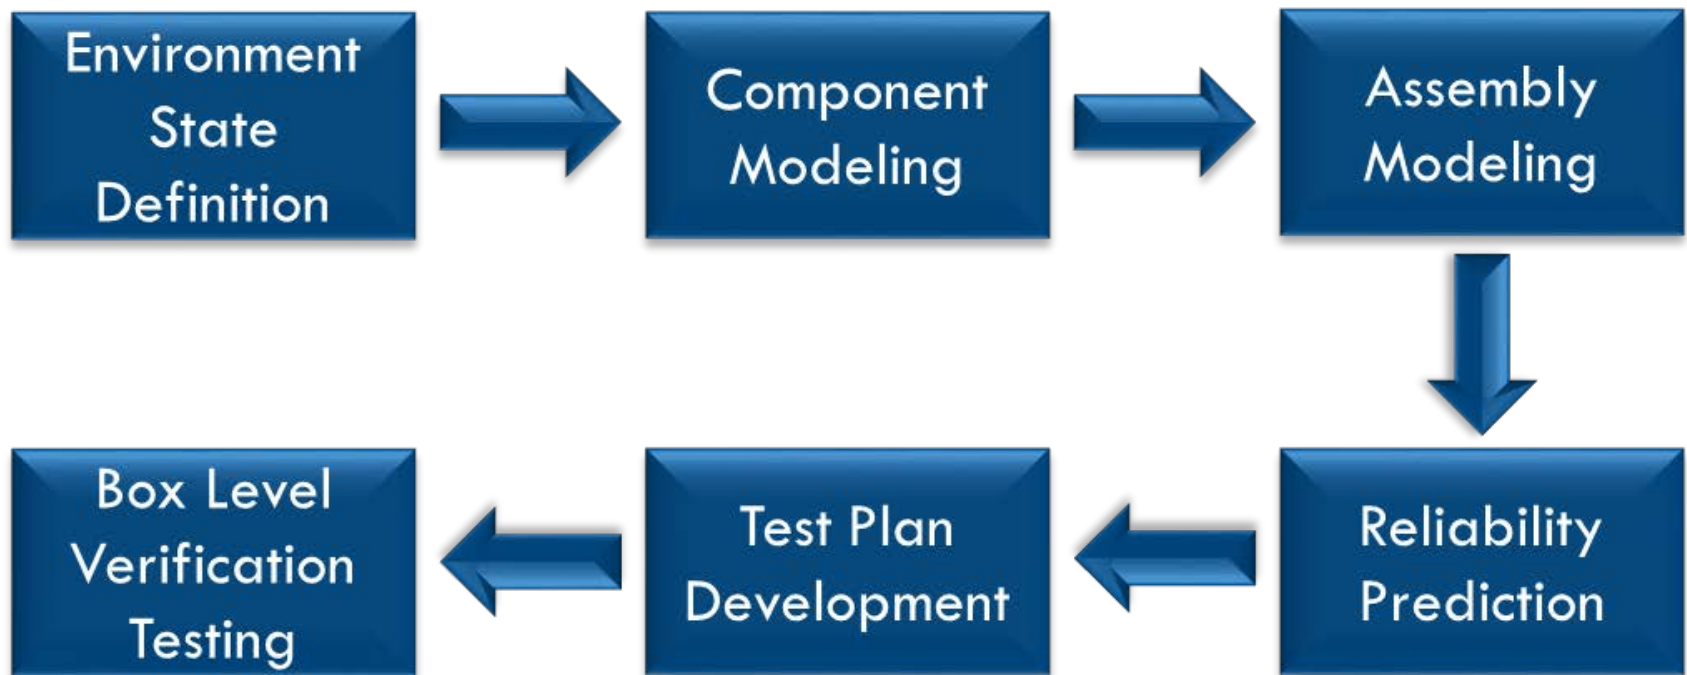 Environment
State
Definition
Component
Modeling
Assembly
Modeling
Reliability
Prediction
Test Plan
Development
Box Level
Verification
Testing